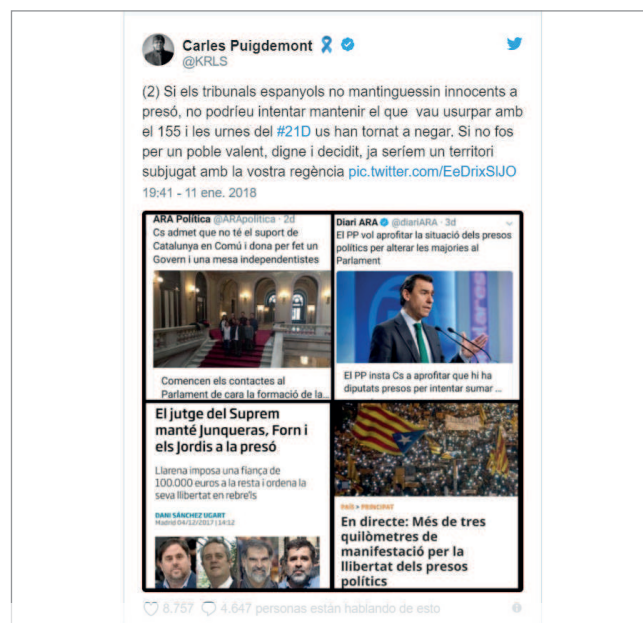 Carles Puigdemont
@KRLS
(2) Si els tribunals espanyols no mantinguessin innocents a
presó, no podríeu intentar mantenir el que vau usurpar amb
el 155 i les urnes del #21D us han tornat a negar. Si no fos
per un poble valent, digne i decidit, ja seríem un territori
subjugat amb la vostra regència pic.twitter.com/EeDrixSlJO
19:41 - 11 ene. 2018
ARA Política @ARApolitica · 2d
Cs admet que no té el suport de
Catalunya en Comú i dona per fet un
Govern i una mesa independentistes
Comencen els contactes al
Parlament de cara la formació de la...
Diari ARA @diariARA · 3d
El PP vol aprofitar la situació dels presos
polítics per alterar les majories al
Parlament
El PP insta Cs a aprofitar que hi ha
diputats presos per intentar sumar ...
El jutge del Suprem
manté Junqueras, Forn i
els Jordis a la presó
Llarena imposa una fiança de
100.000 euros a la resta i ordena la
seva llibertat en rebre'ls
DANI SÁNCHEZ UGART
Madrid 04/12/2017 | 14:12
PAÍS > PRINCIPAT
En directe: Més de tres
quilòmetres de
manifestació per la
llibertat dels presos
polítics
8.757 4.647 personas están hablando de esto